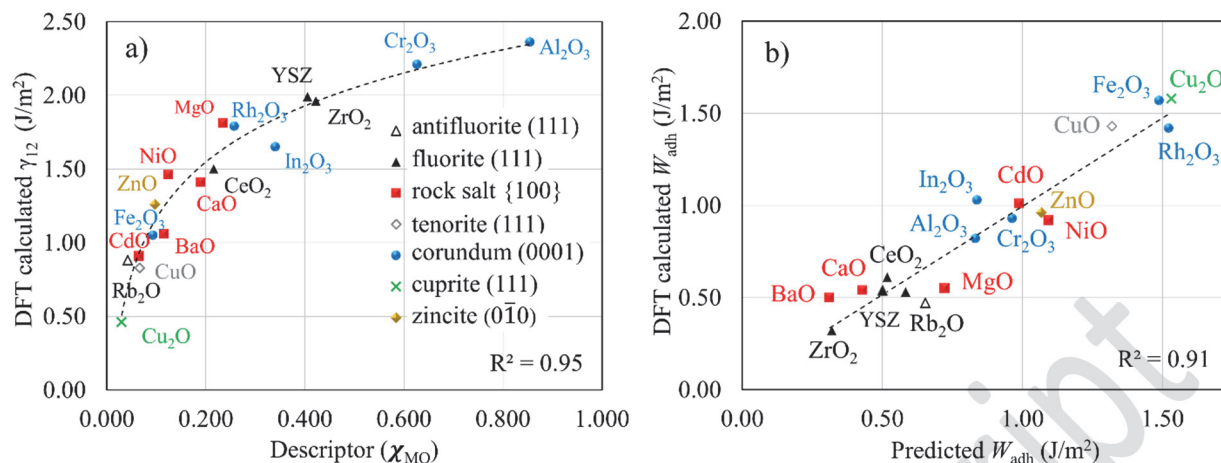 a)
DFT calculated γ₁₂ (J/m²)
2.50
2.00
1.50
1.00
0.50
0.00
0.000
0.200
0.400
0.600
0.800
1.000
Descriptor (χ_MO)
Cr₂O₃
Al₂O₃
YSZ
ZrO₂
MgO
Rh₂O₃
In₂O₃
NiO
CeO₂
ZnO
CaO
Fe₂O₃
BaO
CdO
CuO
Rb₂O
Cu₂O
antifluorite (111)
fluorite (111)
rock salt {100}
tenorite (111)
corundum (0001)
cuprite (111)
zincite (01̄0)
R² = 0.95
b)
DFT calculated W_adh (J/m²)
2.00
1.50
1.00
0.50
0.00
0.00
0.50
1.00
1.50
Predicted W_adh (J/m²)
Fe₂O₃
Cu₂O
CuO
Rh₂O₃
CdO
In₂O₃
ZnO
Al₂O₃
Cr₂O₃
NiO
CeO₂
CaO
BaO
MgO
YSZ
Rb₂O
ZrO₂
R² = 0.91